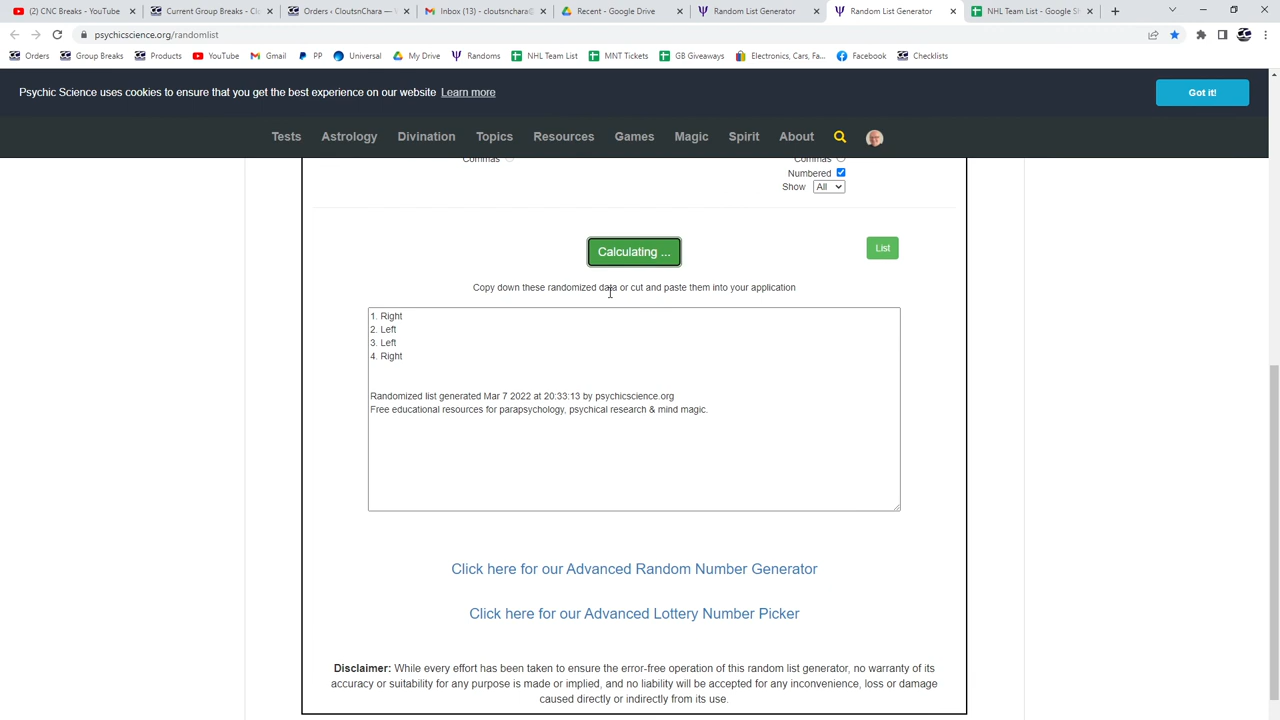 (1) CNC Breaks - YouTube
Current Group Breaks - Clo
Orders ‹ CloutsnChara — W
Inbox (13) - cloutsnchara@
Recent - Google Drive
Random List Generator
Random List Generator
NHL Team List - Google Sh
psychicscience.org/randomlist
Orders
Group Breaks
Products
YouTube
Gmail
PP
Universal
My Drive
Randoms
NHL Team List
MNT Tickets
GB Giveaways
Electronics, Cars, Fa...
Facebook
Checklists
Psychic Science uses cookies to ensure that you get the best experience on our website Learn more
Got it!
Tests Astrology Divination Topics Resources Games Magic Spirit About
Commas
Commas
Numbered
Show All
Calculating ...
List
Copy down these randomized data or cut and paste them into your application
1. Right
2. Left
3. Left
4. Right
Randomized list generated Mar 7 2022 at 20:33:13 by psychicscience.org
Free educational resources for parapsychology, psychical research & mind magic.
Click here for our Advanced Random Number Generator
Click here for our Advanced Lottery Number Picker
Disclaimer: While every effort has been taken to ensure the error-free operation of this random list generator, no warranty of its
accuracy or suitability for any purpose is made or implied, and no liability will be accepted for any inconvenience, loss or damage
caused directly or indirectly from its use.